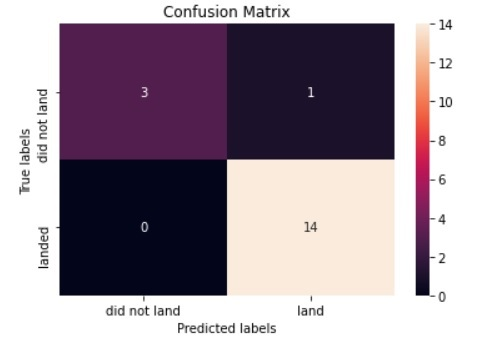 Confusion Matrix
True labels
did not land
landed
3
1
0
14
did not land
land
Predicted labels
14
12
10
8
6
4
2
0